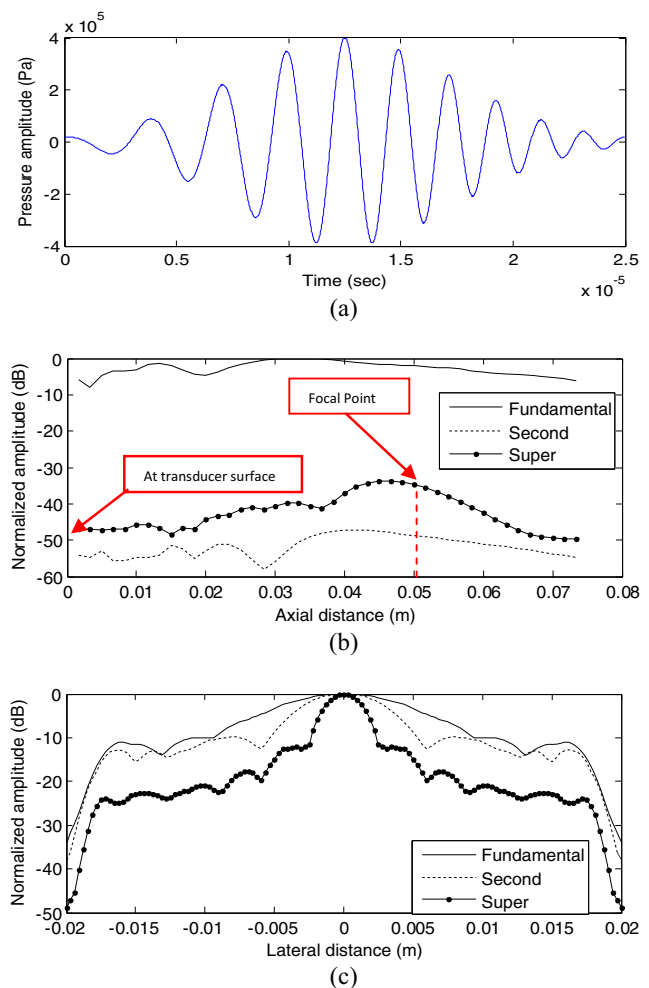 × 10⁵
4
2
0
-2
-4
Pressure amplitude (Pa)
0 0.5 1 1.5 2 2.5
Time (sec)
× 10⁻⁵
(a)
0
-10
-20
-30
-40
-50
-60
Normalized amplitude (dB)
Focal Point
At transducer surface
Fundamental
Second
Super
0 0.01 0.02 0.03 0.04 0.05 0.06 0.07 0.08
Axial distance (m)
(b)
0
-10
-20
-30
-40
-50
Normalized amplitude (dB)
Fundamental
Second
Super
-0.02 -0.015 -0.01 -0.005 0 0.005 0.01 0.015 0.02
Lateral distance (m)
(c)